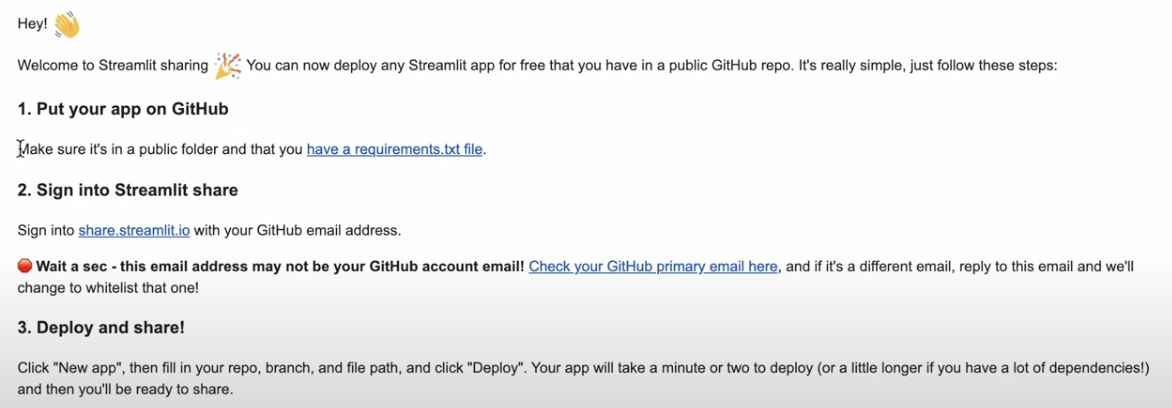 Hey! 👋
Welcome to Streamlit sharing 🎉 You can now deploy any Streamlit app for free that you have in a public GitHub repo. It's really simple, just follow these steps:
1. Put your app on GitHub
Make sure it's in a public folder and that you have a requirements.txt file.
2. Sign into Streamlit share
Sign into share.streamlit.io with your GitHub email address.
🛑 Wait a sec - this email address may not be your GitHub account email! Check your GitHub primary email here, and if it's a different email, reply to this email and we'll
change to whitelist that one!
3. Deploy and share!
Click "New app", then fill in your repo, branch, and file path, and click "Deploy". Your app will take a minute or two to deploy (or a little longer if you have a lot of dependencies!)
and then you'll be ready to share.